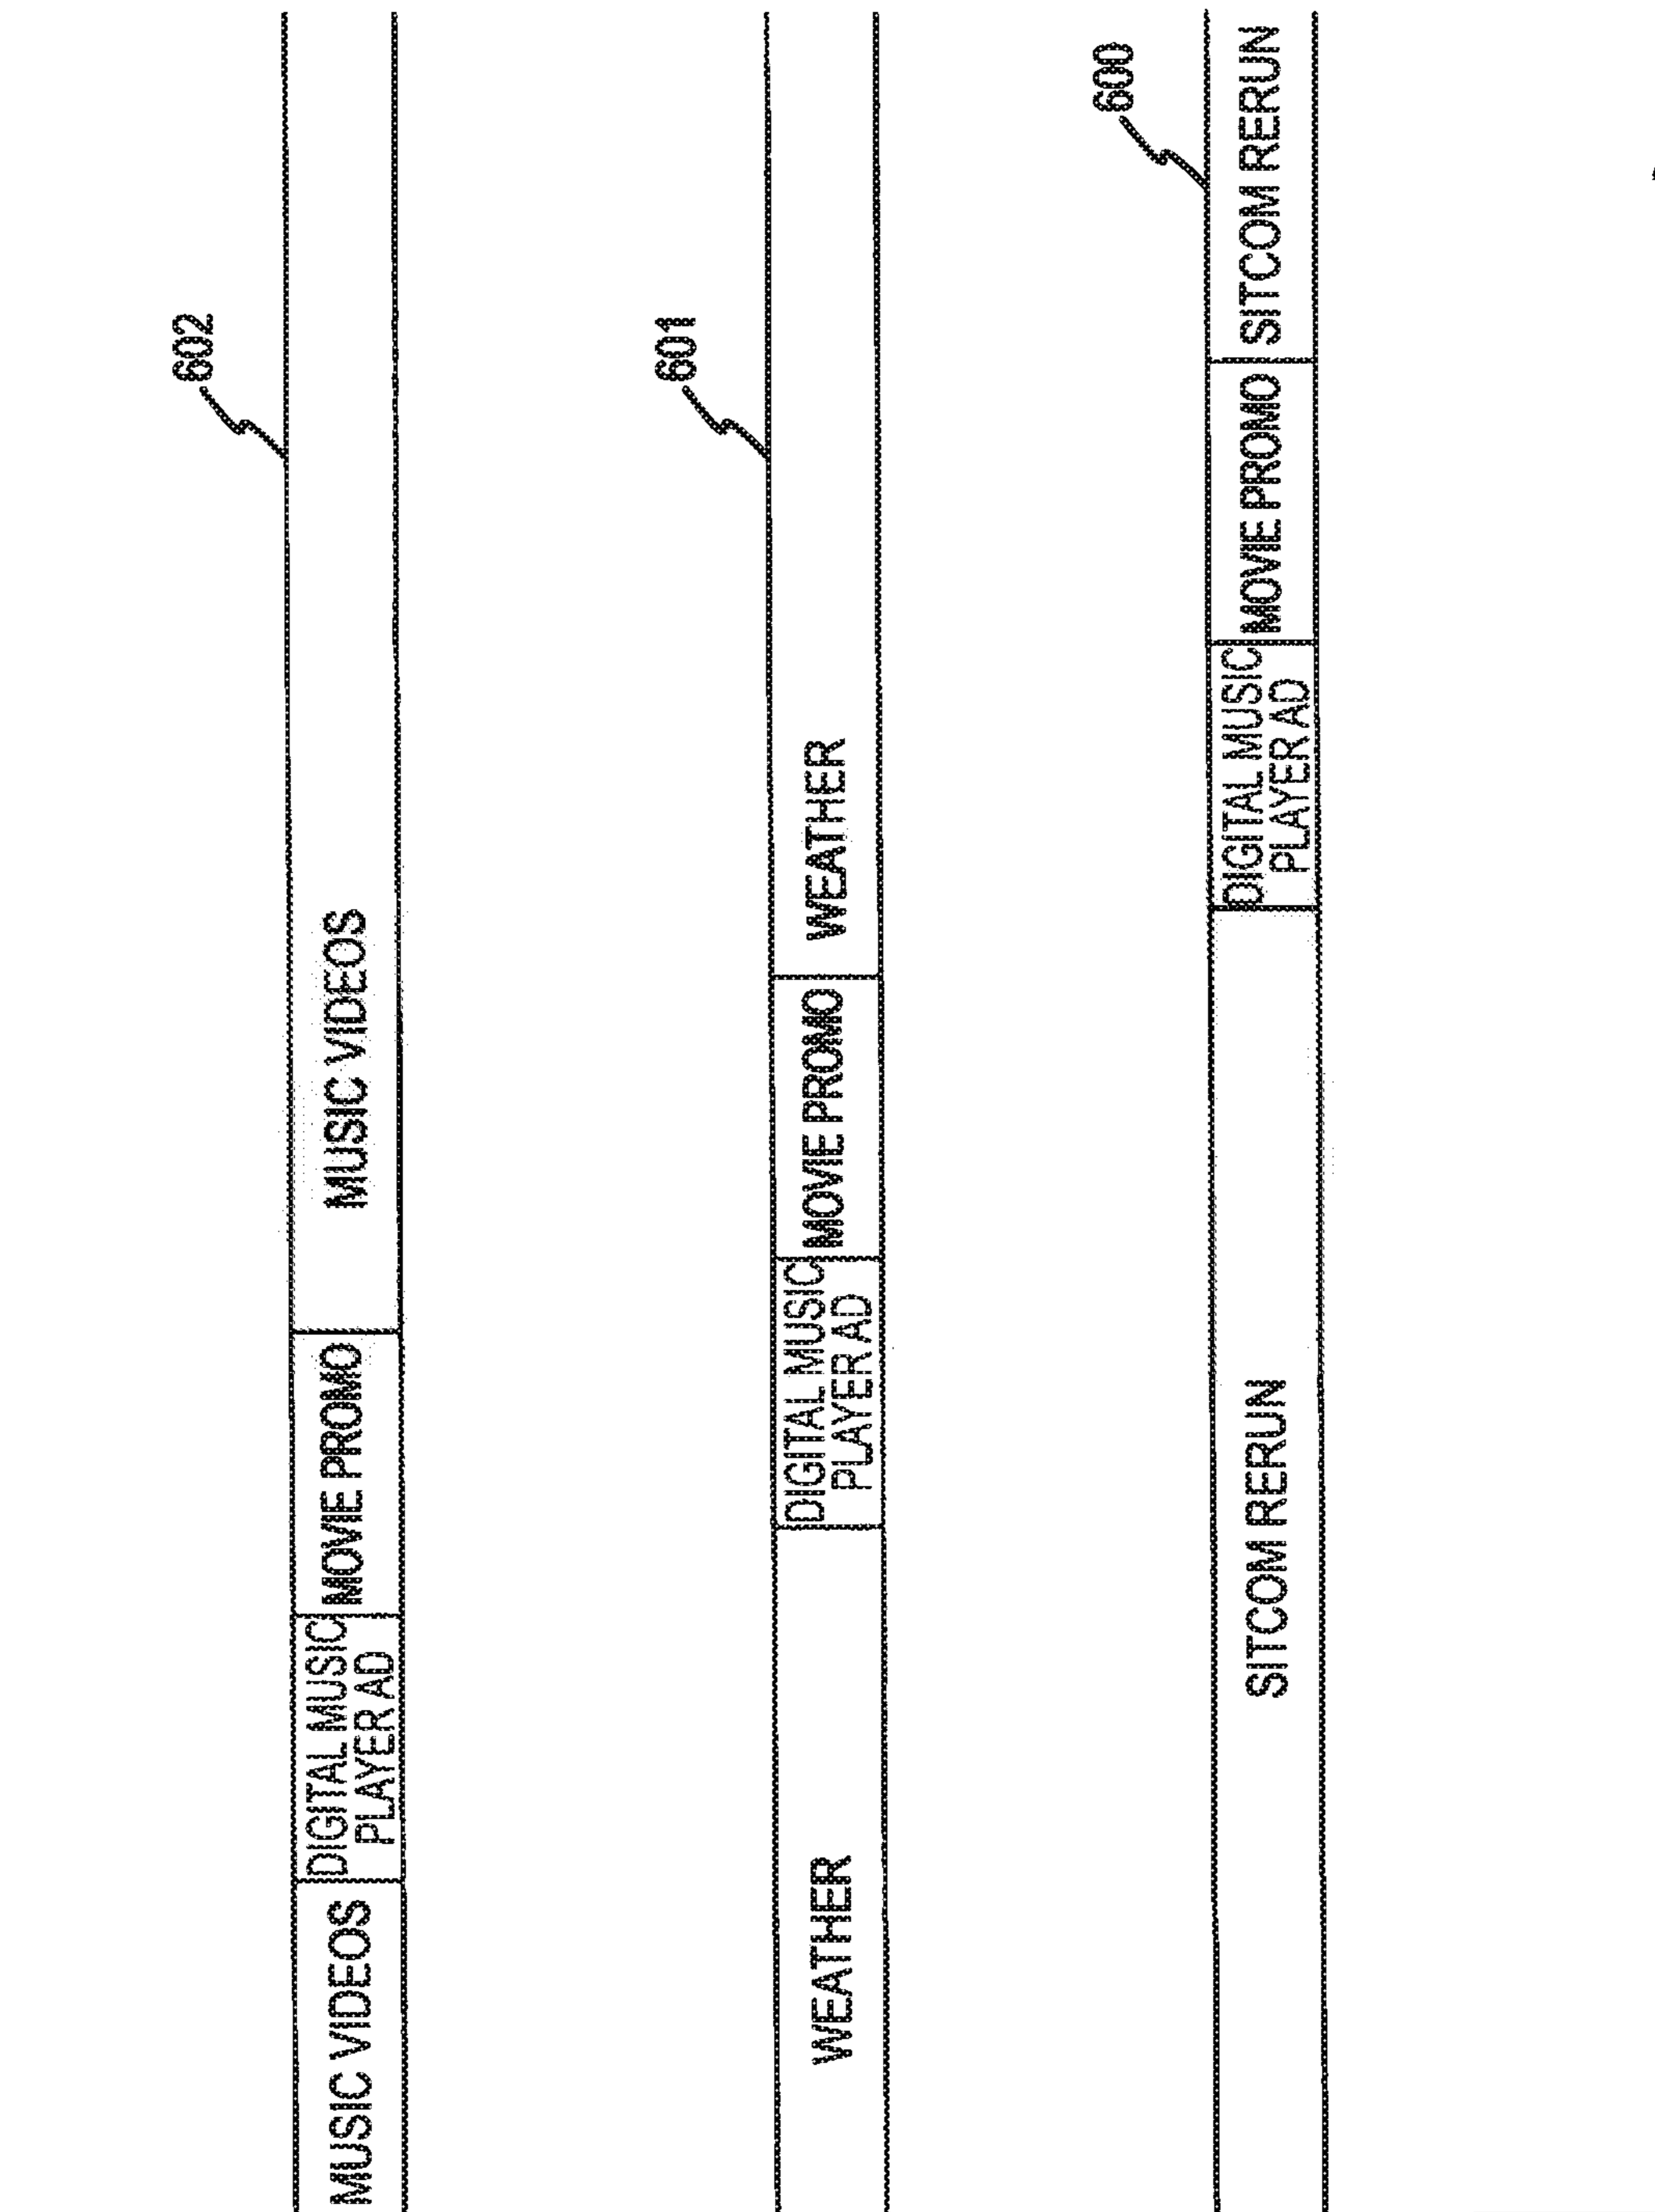 602
MUSIC VIDEOS
DIGITAL MUSIC
PLAYER AD
MOVIE PROMO
MUSIC VIDEOS
601
WEATHER
DIGITAL MUSIC
PLAYER AD
MOVIE PROMO
WEATHER
600
SITCOM RERUN
DIGITAL MUSIC
PLAYER AD
MOVIE PROMO
SITCOM RERUN